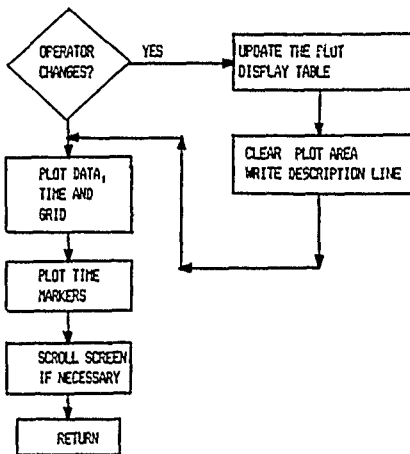 OPERATOR
CHANGES?
YES
UPDATE THE PLOT
DISPLAY TABLE
CLEAR PLOT AREA
WRITE DESCRIPTION LINE
PLOT DATA,
TIME AND
GRID
PLOT TIME
MARKERS
SCROLL SCREEN
IF NECESSARY
RETURN